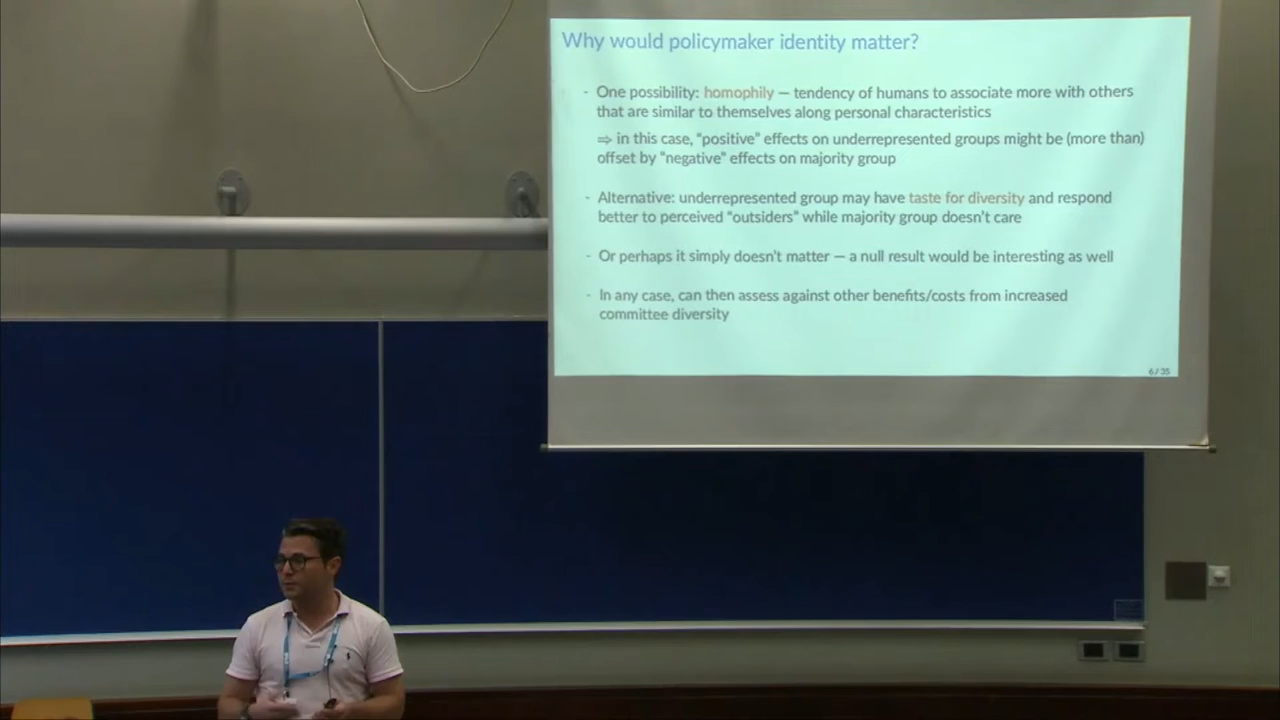 Why would policymaker identity matter?
- One possibility: homophily — tendency of humans to associate more with others
that are similar to themselves along personal characteristics
⇒ in this case, “positive” effects on underrepresented groups might be (more than)
offset by “negative” effects on majority group
- Alternative: underrepresented group may have taste for diversity and respond
better to perceived “outsiders” while majority group doesn’t care
- Or perhaps it simply doesn’t matter — a null result would be interesting as well
- In any case, can then assess against other benefits/costs from increased
committee diversity
6 / 35